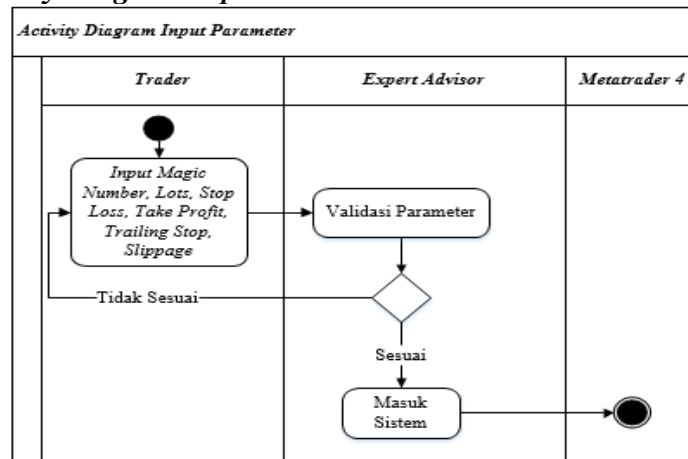 Activity Diagram Input Parameter
Trader
Expert Advisor
Metatrader 4
Input Magic
Number, Lots, Stop
Loss, Take Profit,
Trailing Stop,
Slippage
Validasi Parameter
Tidak Sesuai
Sesuai
Masuk
Sistem